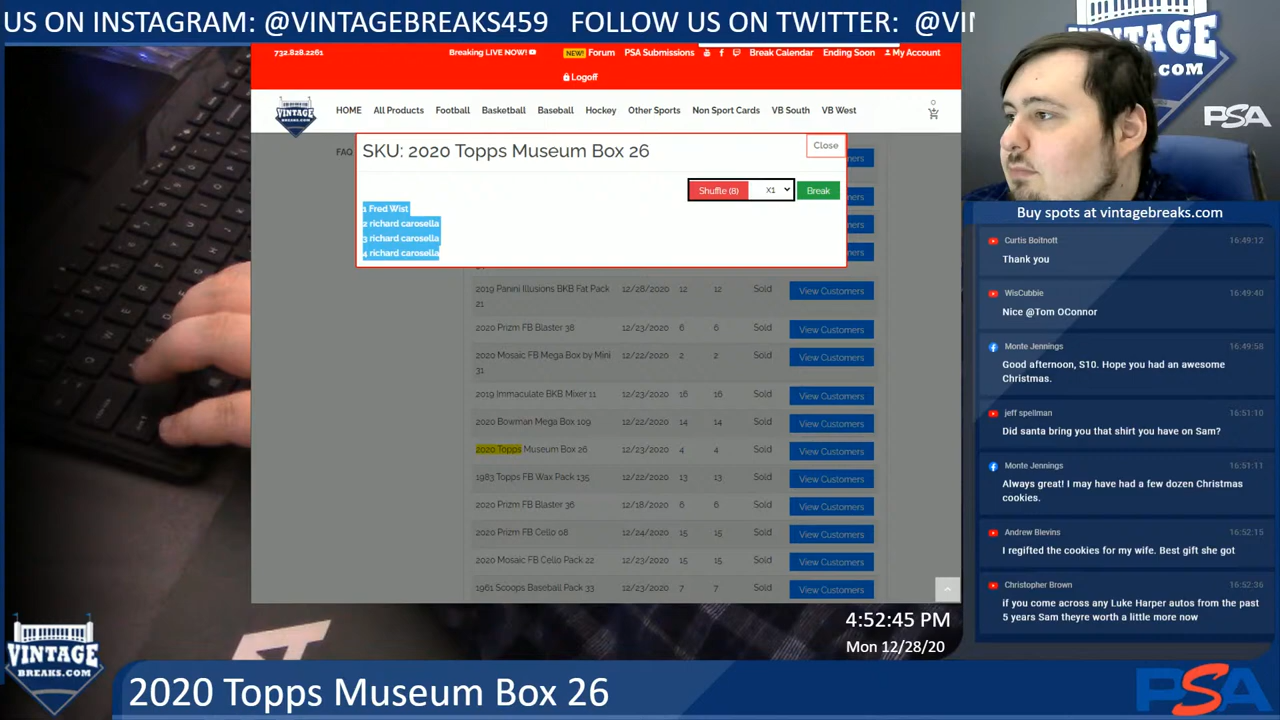 US ON INSTAGRAM: @VINTAGEBREAKS459 FOLLOW US ON TWITTER:
732.828.2261
Breaking LIVE NOW!
NEW! Forum
PSA Submissions
Break Calendar
Ending Soon
My Account
Logoff
VINTAGE
BREAKS.COM
HOME
All Products
Football
Basketball
Baseball
Hockey
Other Sports
Non Sport Cards
VB South
VB West
0
FAQ
SKU: 2020 Topps Museum Box 26
Close
Shuffle (8)
X1
Break
1 Fred Wist
2 richard carosella
3 richard carosella
4 richard carosella
2019 Panini Illusions BKB Fat Pack 12/28/2020 12 12 Sold View Customers
21
2020 Prizm FB Blaster 38 12/23/2020 6 6 Sold View Customers
2020 Mosaic FB Mega Box by Mini 12/22/2020 2 2 Sold View Customers
31
2019 Immaculate BKB Mixer 11 12/22/2020 16 16 Sold View Customers
2020 Bowman Mega Box 109 12/22/2020 14 14 Sold View Customers
2020 Topps Museum Box 26 12/23/2020 4 4 Sold View Customers
1983 Topps FB Wax Pack 135 12/22/2020 13 13 Sold View Customers
2020 Prizm FB Blaster 36 12/18/2020 6 6 Sold View Customers
2020 Prizm FB Cello 08 12/24/2020 15 15 Sold View Customers
2020 Mosaic FB Cello Pack 22 12/23/2020 15 15 Sold View Customers
1961 Scoops Baseball Pack 33 12/23/2020 7 7 Sold View Customers
VINTAGE
.COM
PSA
Buy spots at vintagebreaks.com
Curtis Boitnott 16:49:12
Thank you
WisCubbie 16:49:40
Nice @Tom OConnor
Monte Jennings 16:49:58
Good afternoon, S10. Hope you had an awesome
Christmas.
jeff spellman 16:51:10
Did santa bring you that shirt you have on Sam?
Monte Jennings 16:51:11
Always great! I may have had a few dozen Christmas
cookies.
Andrew Blevins 16:52:15
I regifted the cookies for my wife. Best gift she got
Christopher Brown 16:52:36
if you come across any Luke Harper autos from the past
5 years Sam theyre worth a little more now
4:52:45 PM
Mon 12/28/20
VINTAGE
BREAKS.COM
2020 Topps Museum Box 26
PSA